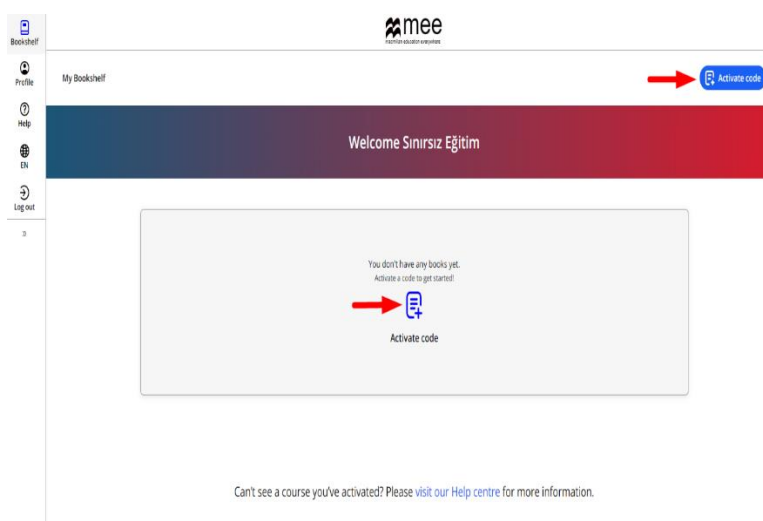 Bookshelf
Profile
Help
EN
Log out
mee
macmillan education everywhere
My Bookshelf
Activate code
Welcome Sınırsız Eğitim
You don't have any books yet.
Activate a code to get started!
Activate code
Can't see a course you've activated? Please visit our Help centre for more information.